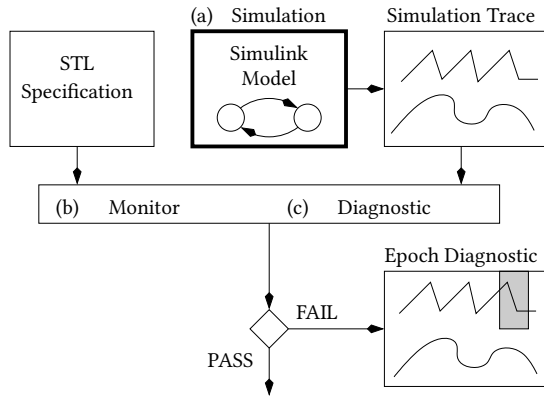 (a) Simulation
Simulation Trace
STL
Specification
Simulink
Model
(b) Monitor
(c) Diagnostic
Epoch Diagnostic
FAIL
PASS